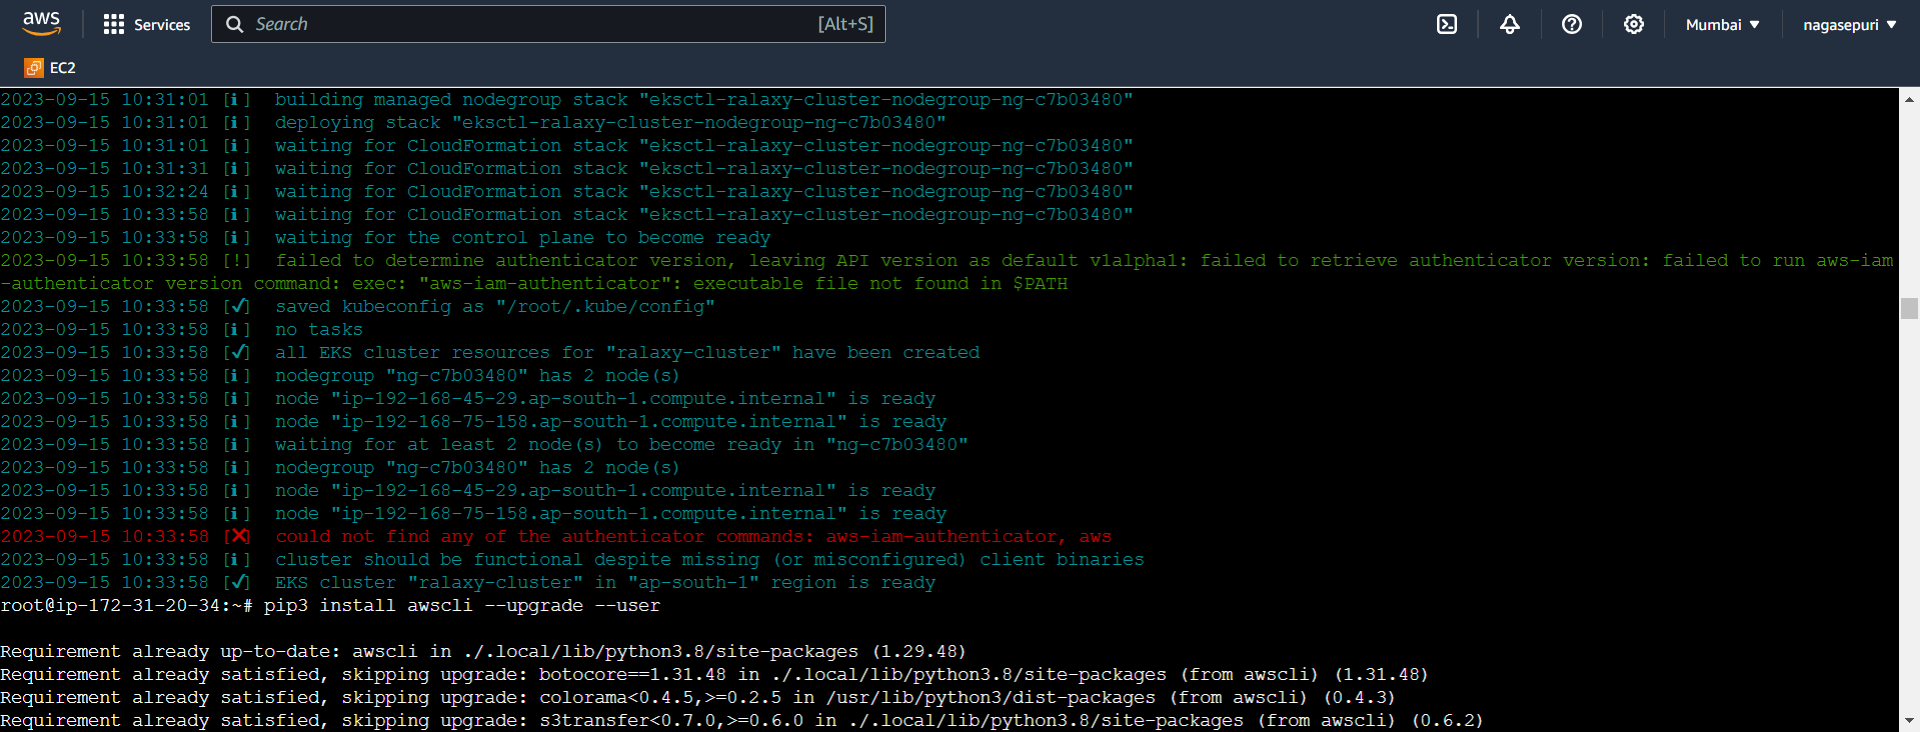 aws Services Search [Alt+S] Mumbai nagasepuri
EC2
2023-09-15 10:31:01 [ℹ]  building managed nodegroup stack "eksctl-ralaxy-cluster-nodegroup-ng-c7b03480"
2023-09-15 10:31:01 [ℹ]  deploying stack "eksctl-ralaxy-cluster-nodegroup-ng-c7b03480"
2023-09-15 10:31:01 [ℹ]  waiting for CloudFormation stack "eksctl-ralaxy-cluster-nodegroup-ng-c7b03480"
2023-09-15 10:31:31 [ℹ]  waiting for CloudFormation stack "eksctl-ralaxy-cluster-nodegroup-ng-c7b03480"
2023-09-15 10:32:24 [ℹ]  waiting for CloudFormation stack "eksctl-ralaxy-cluster-nodegroup-ng-c7b03480"
2023-09-15 10:33:58 [ℹ]  waiting for CloudFormation stack "eksctl-ralaxy-cluster-nodegroup-ng-c7b03480"
2023-09-15 10:33:58 [ℹ]  waiting for the control plane to become ready
2023-09-15 10:33:58 [!]  failed to determine authenticator version, leaving API version as default v1alpha1: failed to retrieve authenticator version: failed to run aws-iam
-authenticator version command: exec: "aws-iam-authenticator": executable file not found in $PATH
2023-09-15 10:33:58 [✔]  saved kubeconfig as "/root/.kube/config"
2023-09-15 10:33:58 [ℹ]  no tasks
2023-09-15 10:33:58 [✔]  all EKS cluster resources for "ralaxy-cluster" have been created
2023-09-15 10:33:58 [ℹ]  nodegroup "ng-c7b03480" has 2 node(s)
2023-09-15 10:33:58 [ℹ]  node "ip-192-168-45-29.ap-south-1.compute.internal" is ready
2023-09-15 10:33:58 [ℹ]  node "ip-192-168-75-158.ap-south-1.compute.internal" is ready
2023-09-15 10:33:58 [ℹ]  waiting for at least 2 node(s) to become ready in "ng-c7b03480"
2023-09-15 10:33:58 [ℹ]  nodegroup "ng-c7b03480" has 2 node(s)
2023-09-15 10:33:58 [ℹ]  node "ip-192-168-45-29.ap-south-1.compute.internal" is ready
2023-09-15 10:33:58 [ℹ]  node "ip-192-168-75-158.ap-south-1.compute.internal" is ready
2023-09-15 10:33:58 [✖]  could not find any of the authenticator commands: aws-iam-authenticator, aws
2023-09-15 10:33:58 [ℹ]  cluster should be functional despite missing (or misconfigured) client binaries
2023-09-15 10:33:58 [✔]  EKS cluster "ralaxy-cluster" in "ap-south-1" region is ready
root@ip-172-31-20-34:~# pip3 install awscli --upgrade --user
Requirement already up-to-date: awscli in ./.local/lib/python3.8/site-packages (1.29.48)
Requirement already satisfied, skipping upgrade: botocore==1.31.48 in ./.local/lib/python3.8/site-packages (from awscli) (1.31.48)
Requirement already satisfied, skipping upgrade: colorama<0.4.5,>=0.2.5 in /usr/lib/python3/dist-packages (from awscli) (0.4.3)
Requirement already satisfied, skipping upgrade: s3transfer<0.7.0,>=0.6.0 in ./.local/lib/python3.8/site-packages (from awscli) (0.6.2)